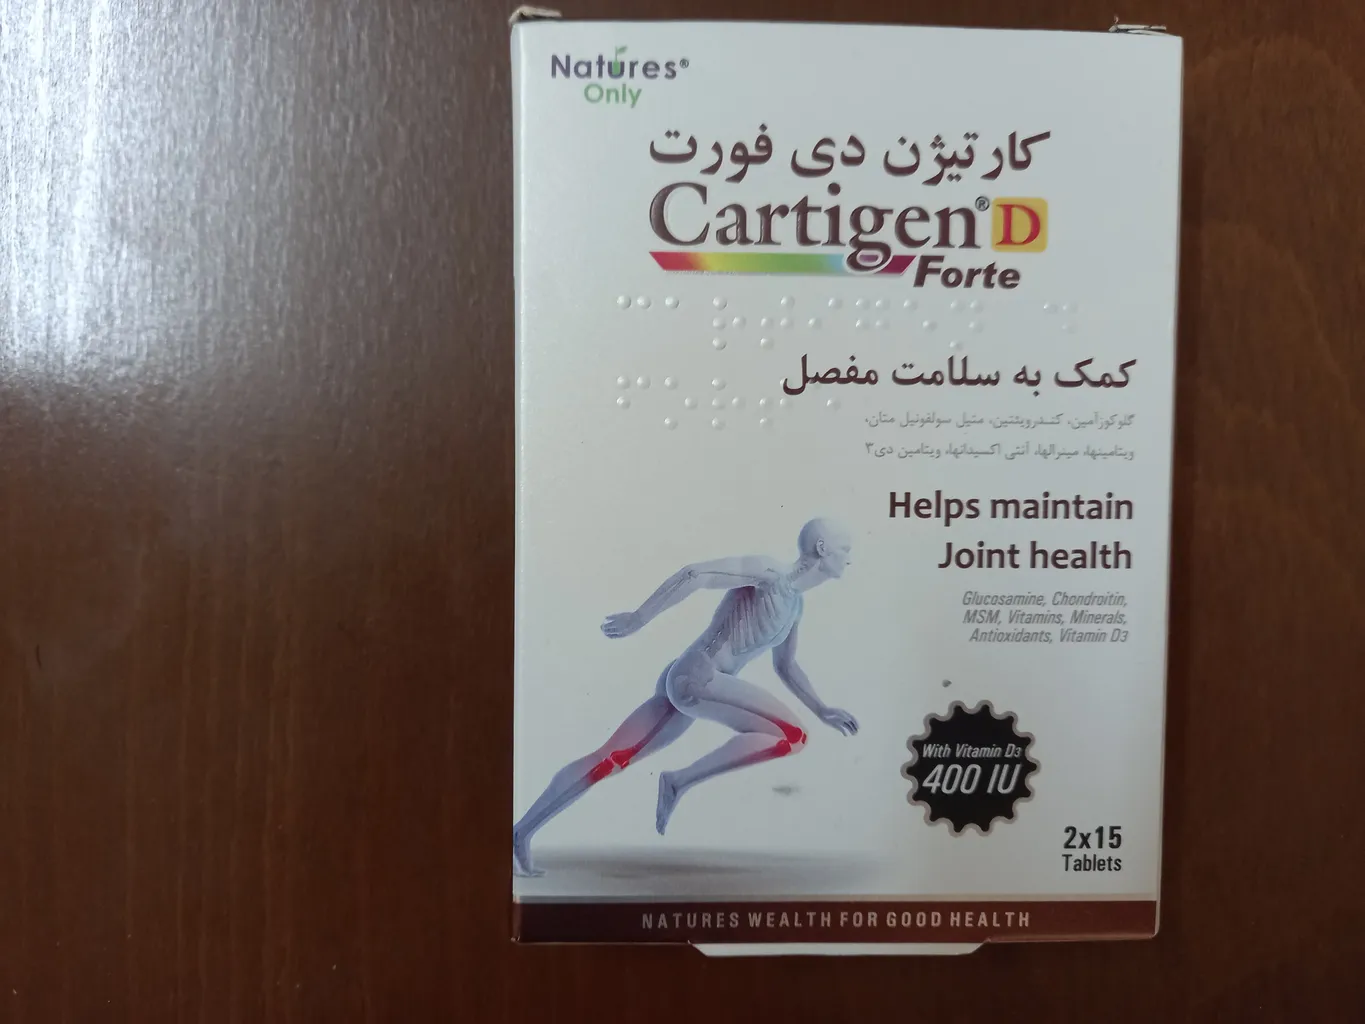 Natures®
Only
کارتیژن دی فورت
Cartigen® D
Forte
کمک به سلامت مفصل
گلوکوزآمین، کندرویئتین، متیل سولفونیل متان،
ویتامینها، مینرالها، آنتی اکسیدانها، ویتامین دی۳
Helps maintain
Joint health
Glucosamine, Chondroitin,
MSM, Vitamins, Minerals,
Antioxidants, Vitamin D3
With Vitamin D3
400 IU
2x15
Tablets
NATURES WEALTH FOR GOOD HEALTH